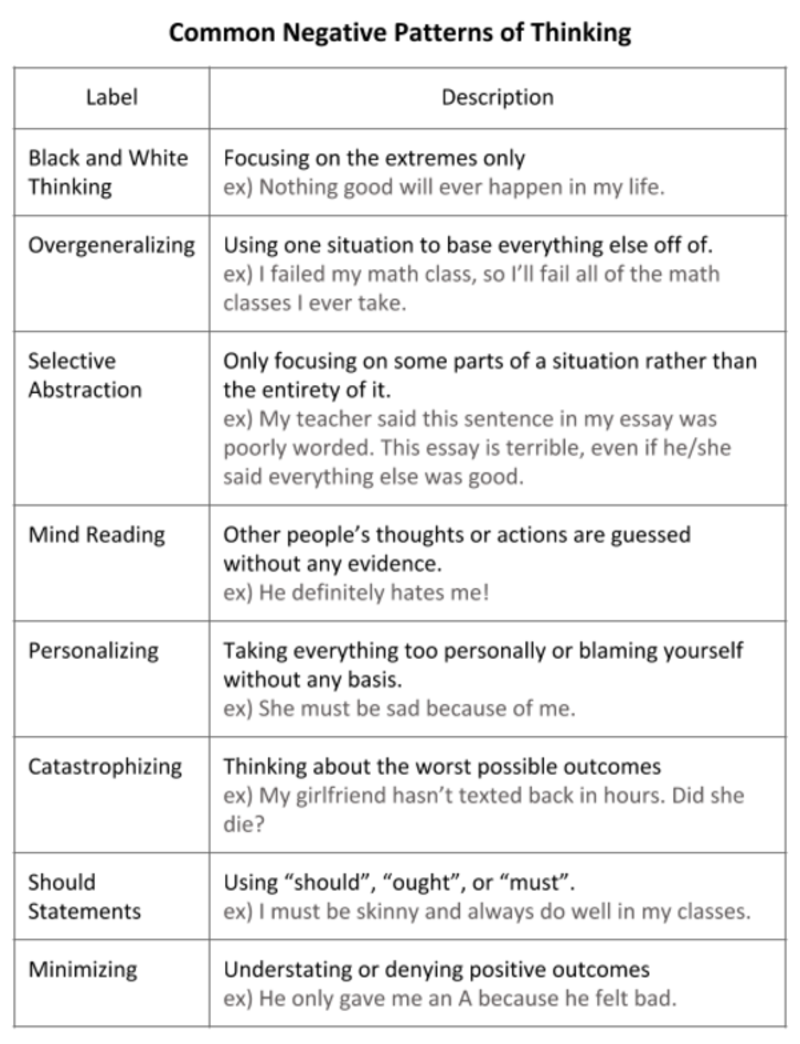 Common Negative Patterns of Thinking
Label
Description
Black and White
Thinking
Focusing on the extremes only
ex) Nothing good will ever happen in my life.
Overgeneralizing
Using one situation to base everything else off of.
ex) I failed my math class, so I’ll fail all of the math
classes I ever take.
Selective
Abstraction
Only focusing on some parts of a situation rather than
the entirety of it.
ex) My teacher said this sentence in my essay was
poorly worded. This essay is terrible, even if he/she
said everything else was good.
Mind Reading
Other people’s thoughts or actions are guessed
without any evidence.
ex) He definitely hates me!
Personalizing
Taking everything too personally or blaming yourself
without any basis.
ex) She must be sad because of me.
Catastrophizing
Thinking about the worst possible outcomes
ex) My girlfriend hasn’t texted back in hours. Did she
die?
Should
Statements
Using “should”, “ought”, or “must”.
ex) I must be skinny and always do well in my classes.
Minimizing
Understating or denying positive outcomes
ex) He only gave me an A because he felt bad.